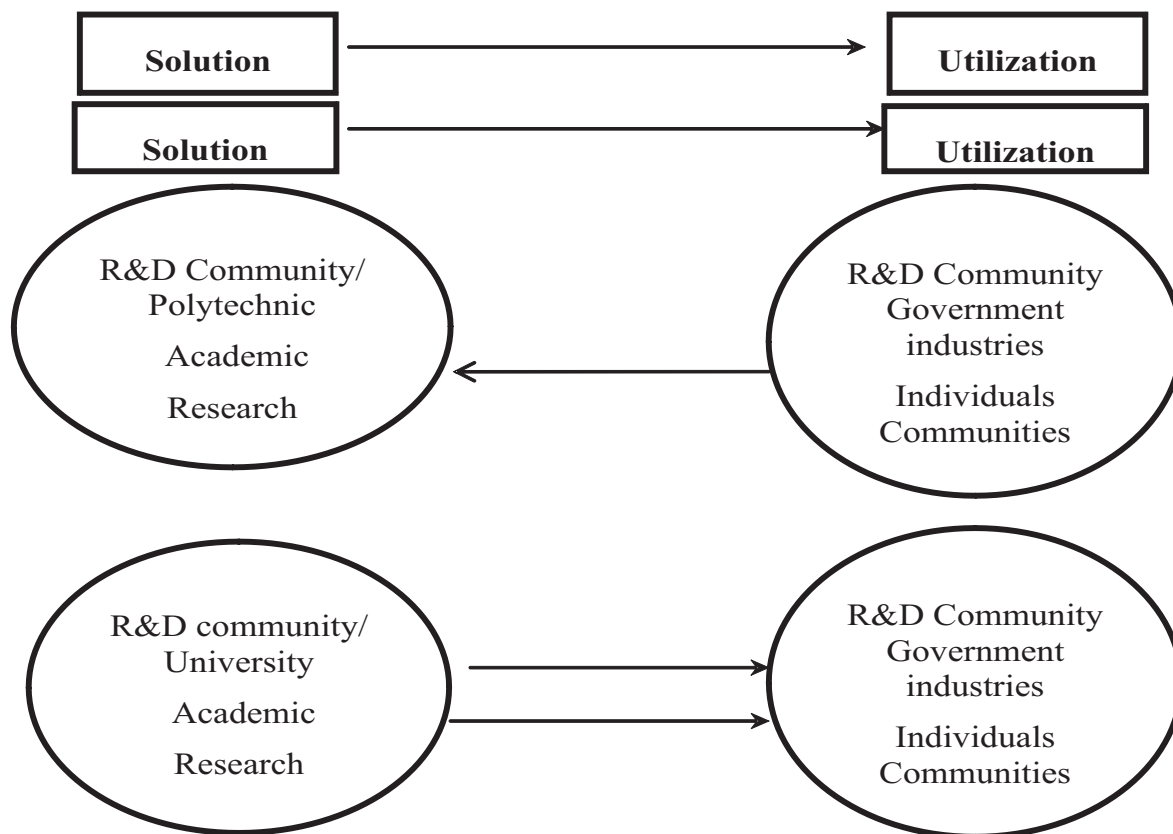 Solution
Utilization
Solution
Utilization
R&D Community/
Polytechnic
Academic
Research
R&D Community
Government
industries
Individuals
Communities
R&D community/
University
Academic
Research
R&D Community
Government
industries
Individuals
Communities